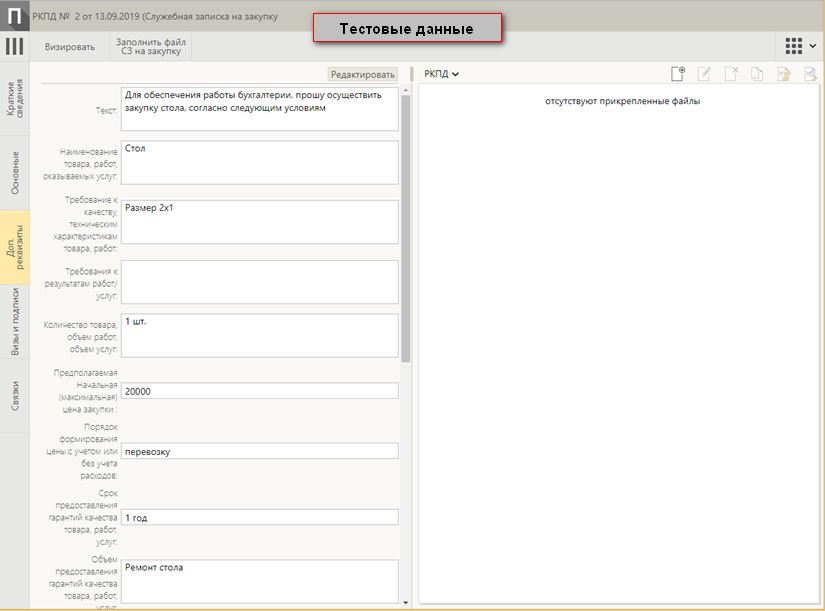 РКПД № 2 от 13.09.2019 (Служебная записка на закупку
Тестовые данные
Визировать
Заполнить файл
СЗ на закупку
Краткие
сведения
Основные
Доп.
реквизиты
Визы и подписи
Связки
Редактировать
Текст:
Для обеспечения работы бухгалтерии, прошу осуществить
закупку стола, согласно следующим условиям
Наименование
товара, работ,
оказываемых услуг:
Стол
Требование к
качеству,
техническим
характеристикам
товара, работ:
Размер 2х1
Требования к
результатам работ/
услуг:
Количество товара,
объем работ,
объем услуг:
1 шт.
Предполагаемая
Начальная
(максимальная)
цена закупки :
20000
Порядок
формирования
цены:с учетом или
без учета
расходов:
перевозку
Срок
предоставления
гарантий качества
товара, работ,
услуг:
1 год
Объем
предоставления
гарантий качества
товара, работ,
услуг:
Ремонт стола
РКПД
отсутствуют прикрепленные файлы